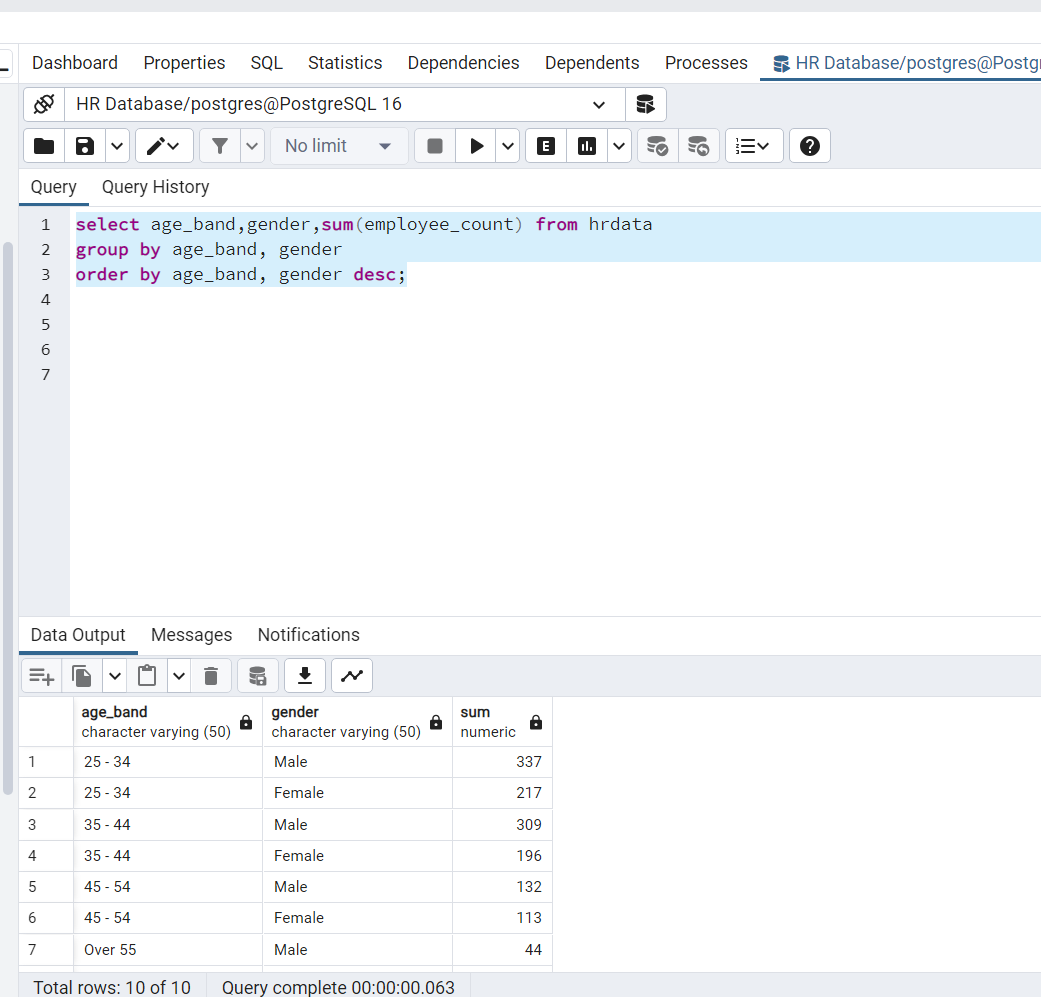 Dashboard Properties SQL Statistics Dependencies Dependents Processes HR Database/postgres@Postgr
HR Database/postgres@PostgreSQL 16
No limit
E
Query Query History
1 select age_band,gender,sum(employee_count) from hrdata
2 group by age_band, gender
3 order by age_band, gender desc;
4
5
6
7
Data Output Messages Notifications
age_band gender sum
character varying (50) character varying (50) numeric
1 25 - 34 Male 337
2 25 - 34 Female 217
3 35 - 44 Male 309
4 35 - 44 Female 196
5 45 - 54 Male 132
6 45 - 54 Female 113
7 Over 55 Male 44
Total rows: 10 of 10 Query complete 00:00:00.063